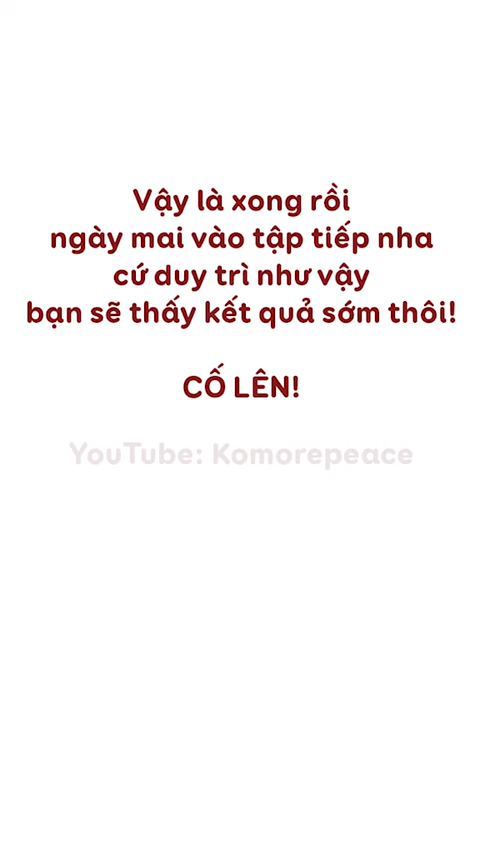 Vậy là xong rồi
ngày mai vào tập tiếp nha
cứ duy trì như vậy
bạn sẽ thấy kết quả sớm thôi!
CỐ LÊN!
YouTube: Komorepeace